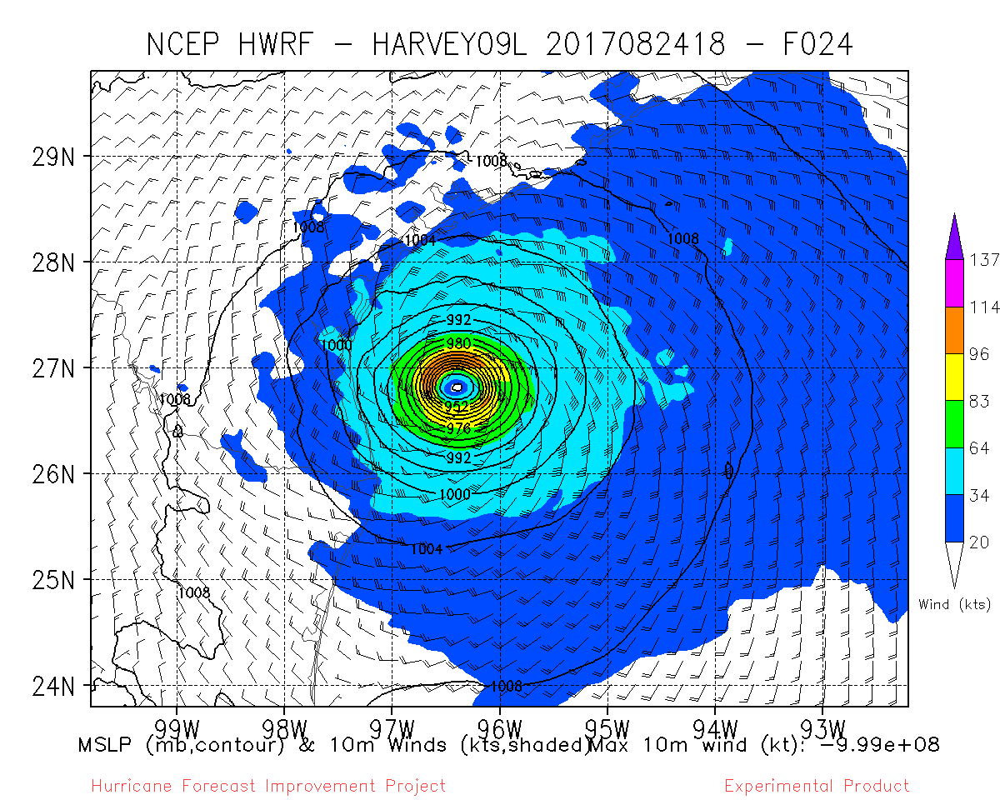 NCEP HWRF - HARVEY09L 2017082418 - F024
1008
29N
1008
1004
1008
28N
137
114
992
980
1000
96
27N
83
1008
952
976
64
992
26N
1000
34
1004
20
25N
1008
Wind (kts)
24N
1008
99W 98W 97W 96W 95W 94W 93W
MSLP (mb,contour) & 10m Winds (kts,shaded) Max 10m wind (kt): -9.99e+08
Hurricane Forecast Improvement Project Experimental Product